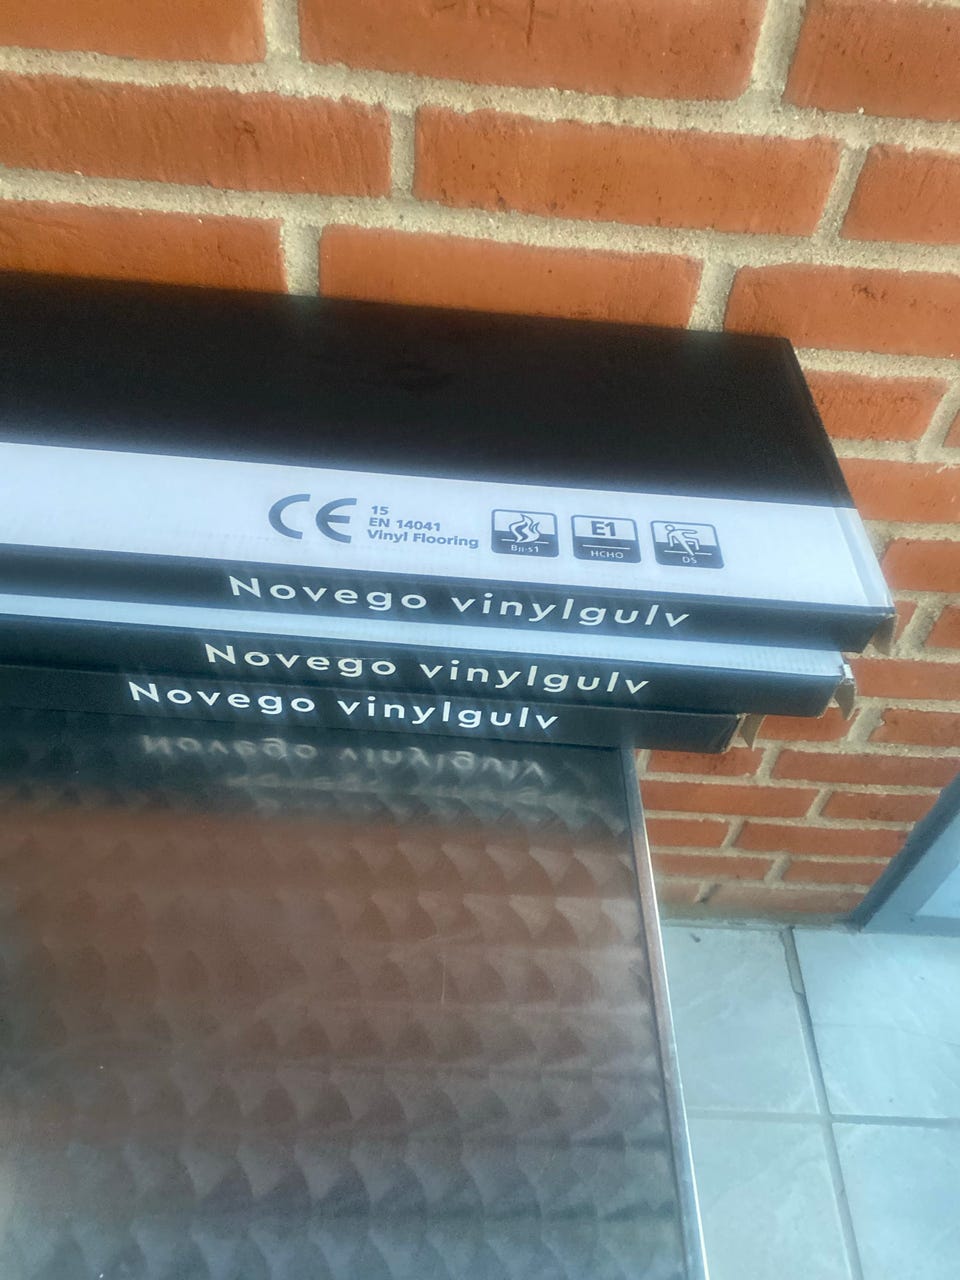 CE
15
EN 14041
Vinyl Flooring
Bfl-s1
E1
HCHO
DS
Novego vinylgulv
Novego vinylgulv
Novego vinylgulv